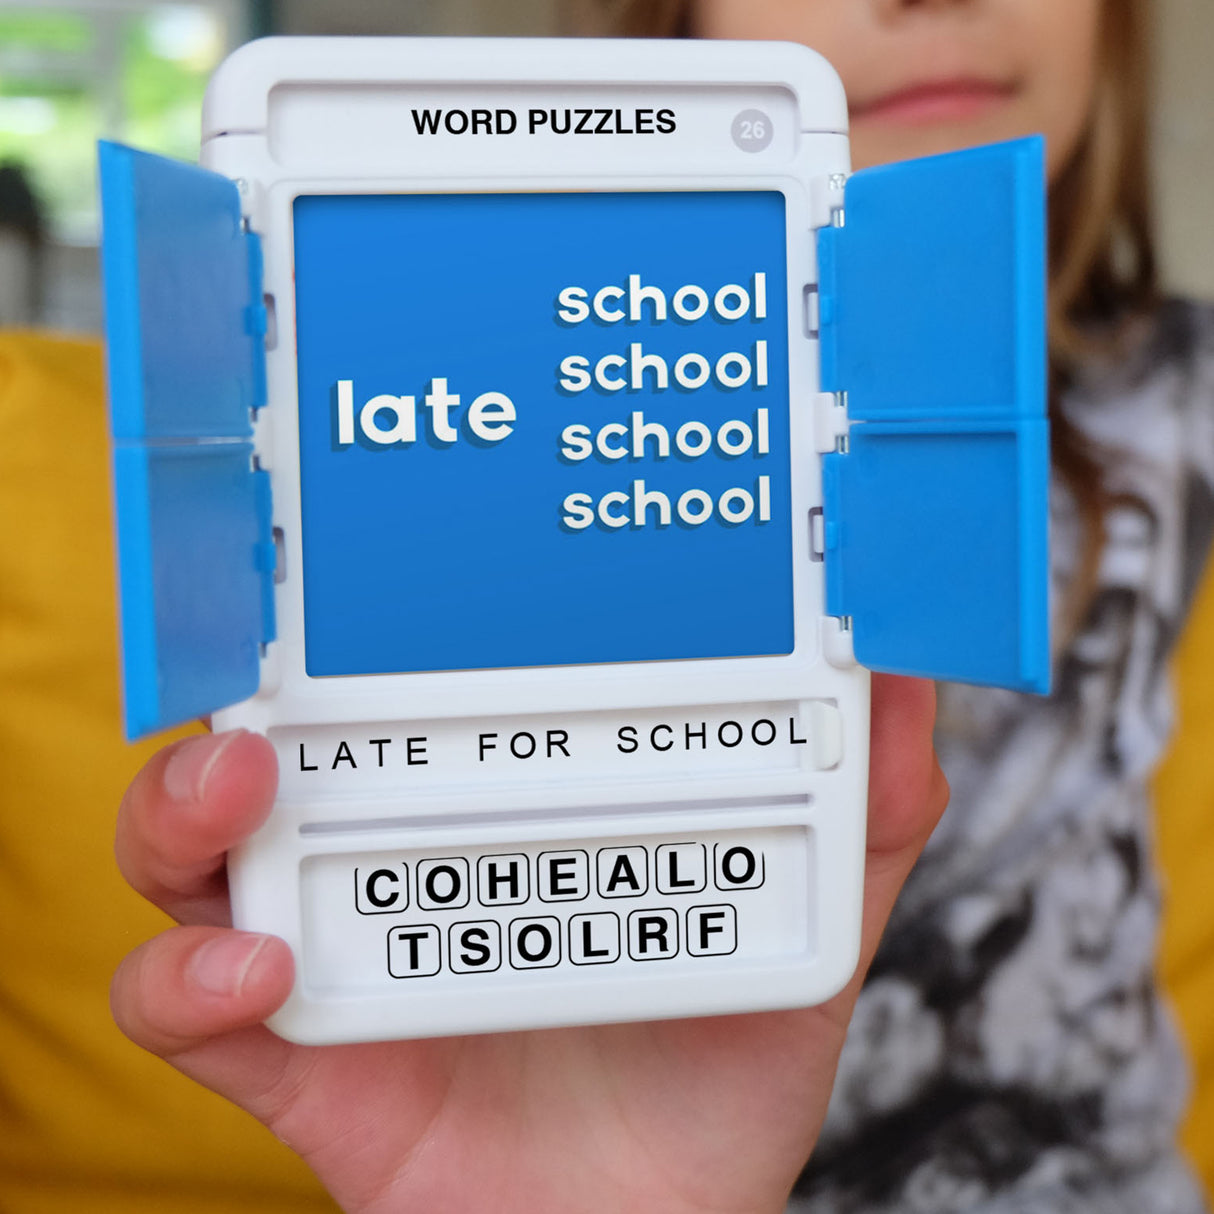 WORD PUZZLES 26
school
school
late
school
school
LATE FOR SCHOOL
COHEALO
TSOLRF